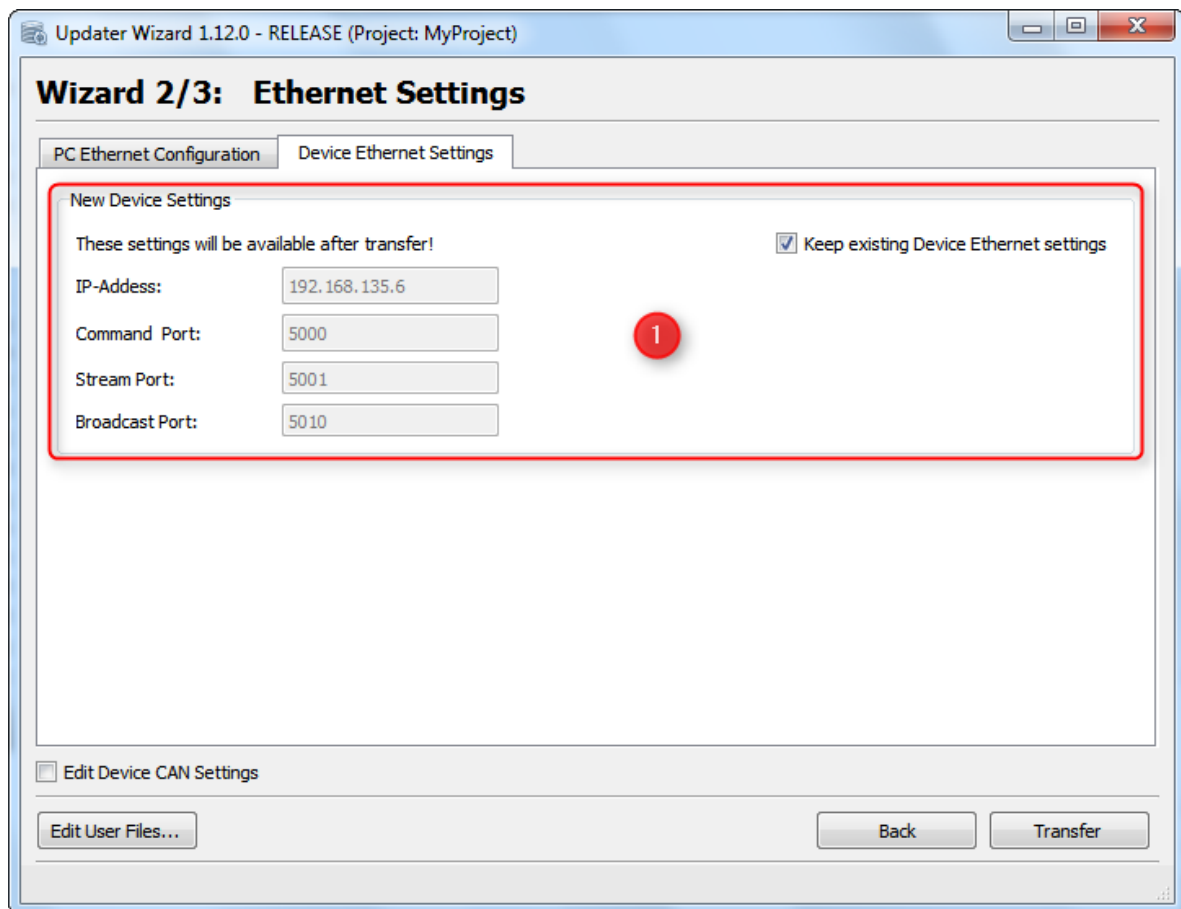 Updater Wizard 1.12.0 - RELEASE (Project: MyProject)
Wizard 2/3: Ethernet Settings
PC Ethernet Configuration Device Ethernet Settings
New Device Settings
These settings will be available after transfer! Keep existing Device Ethernet settings
IP-Addess: 192.168.135.6
Command Port: 5000
1
Stream Port: 5001
Broadcast Port: 5010
Edit Device CAN Settings
Edit User Files... Back Transfer